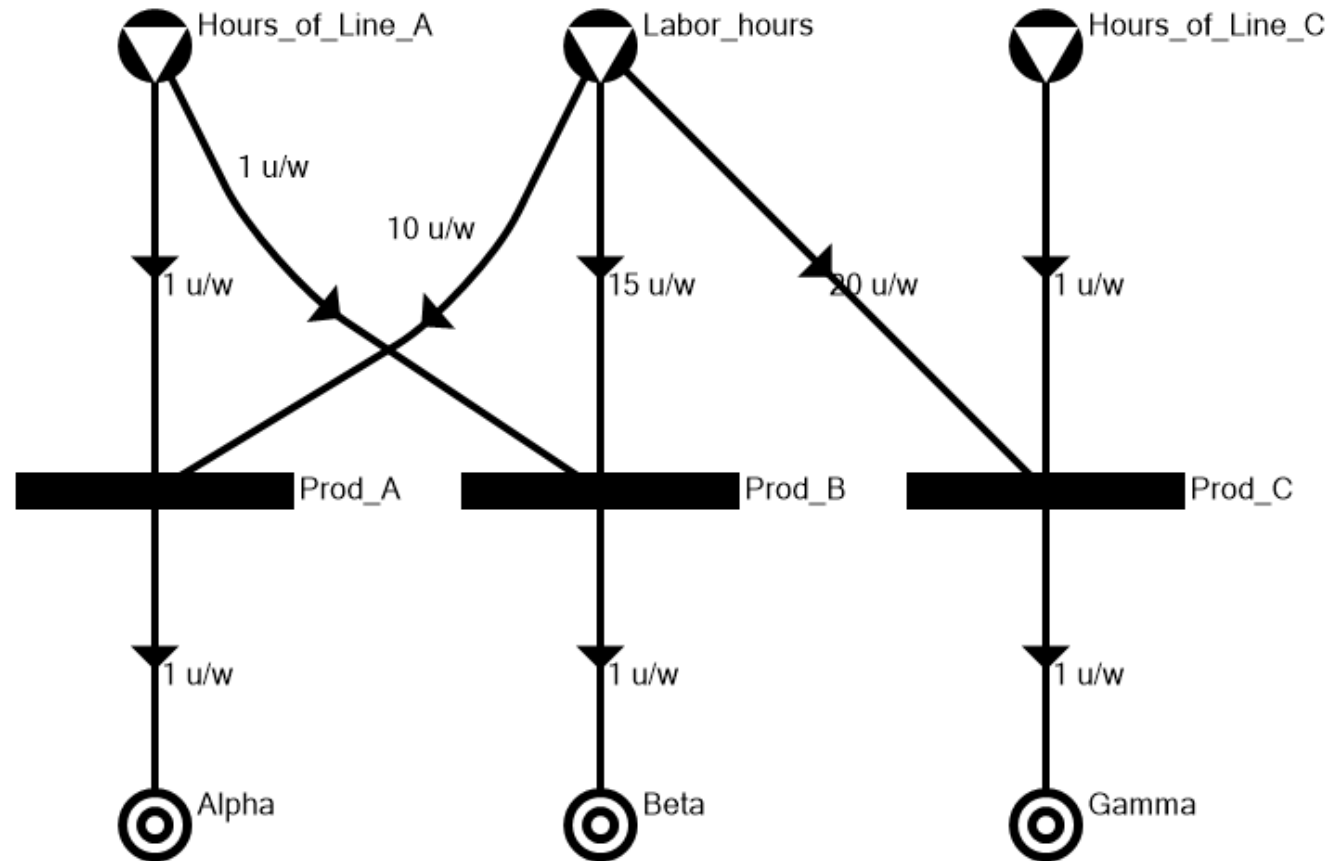 Hours_of_Line_A
Labor_hours
Hours_of_Line_C
1 u/w
10 u/w
1 u/w
15 u/w
20 u/w
1 u/w
Prod_A
Prod_B
Prod_C
1 u/w
1 u/w
1 u/w
Alpha
Beta
Gamma